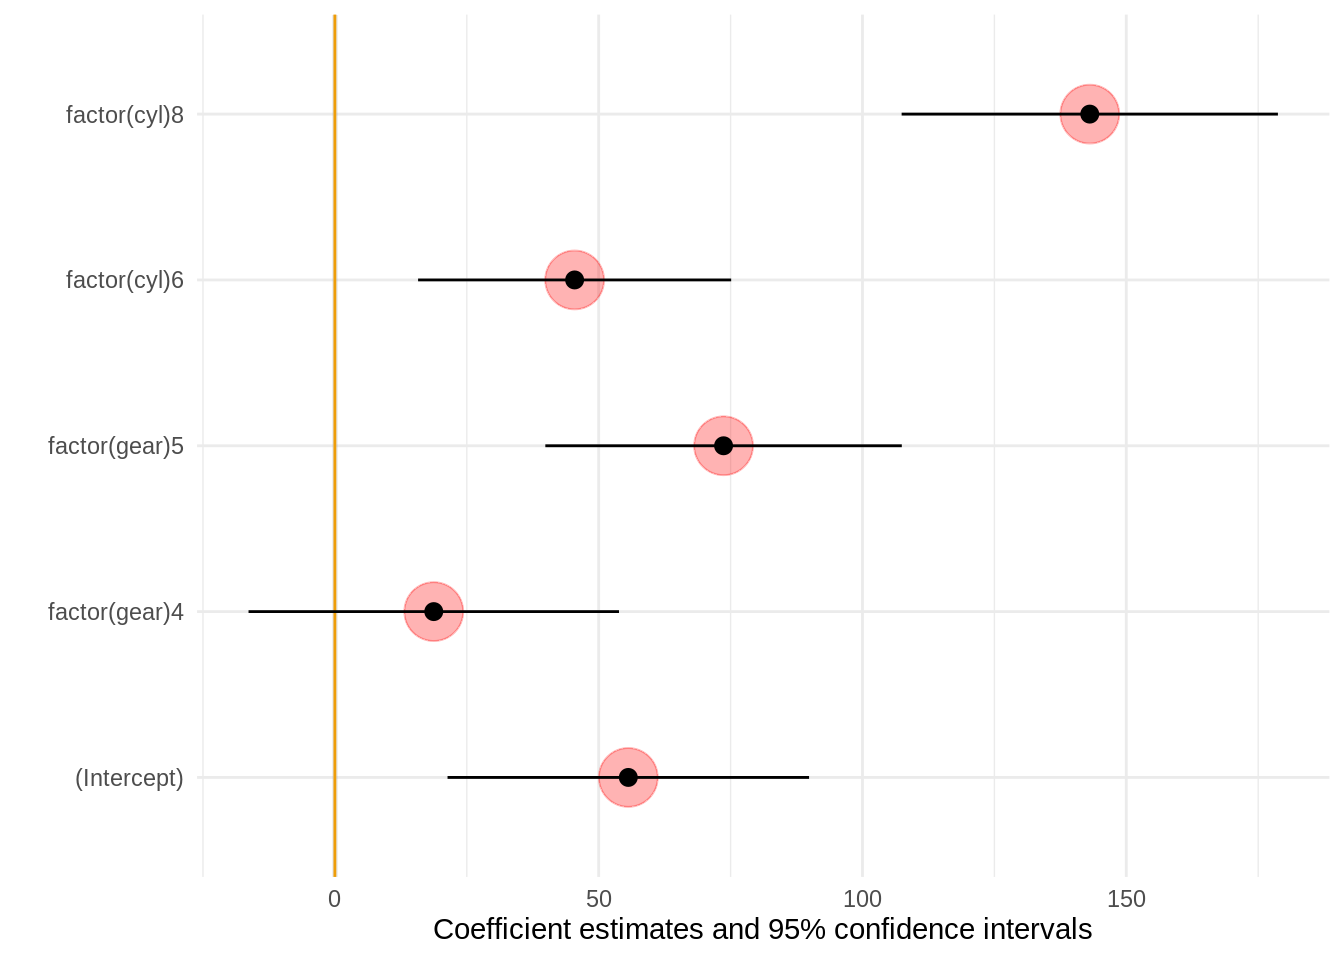 factor(cyl)8
factor(cyl)6
factor(gear)5
factor(gear)4
(Intercept)
0 50 100 150
Coefficient estimates and 95% confidence intervals